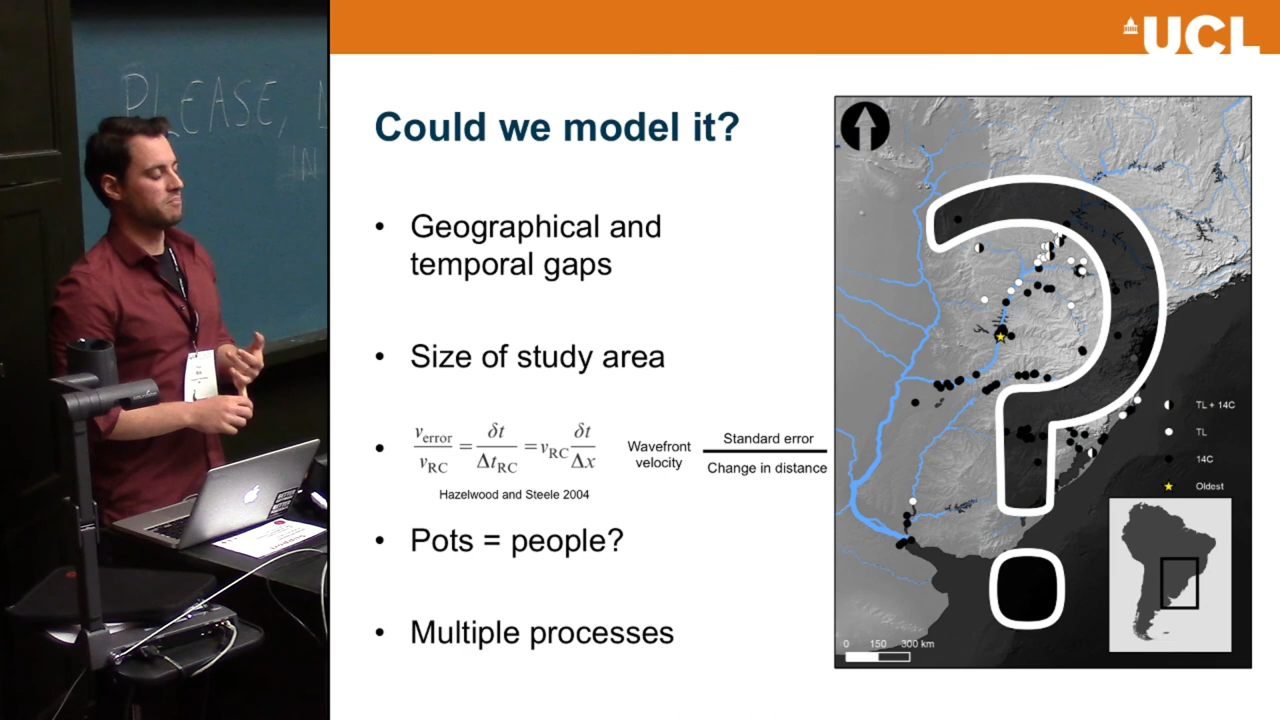 PLEASE,
IN
UCL
Could we model it?
• Geographical and
temporal gaps
• Size of study area
• v_error / v_RC = δt / Δt_RC = v_RC δt / Δx
Wavefront
velocity
Standard error
Change in distance
Hazelwood and Steele 2004
• Pots = people?
• Multiple processes
TL + 14C
TL
14C
Oldest
0 150 300 km